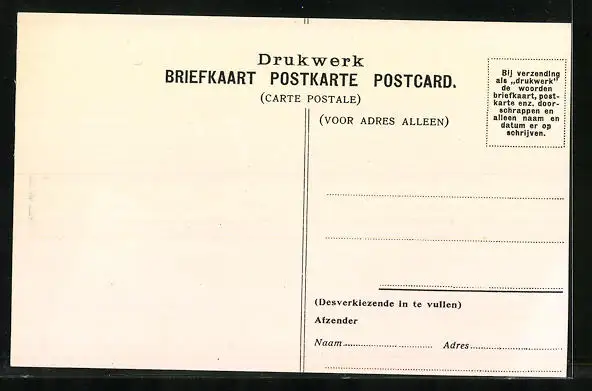 Drukwerk
BRIEFKAART POSTKARTE POSTCARD.
(CARTE POSTALE)
(VOOR ADRES ALLEEN)
Bij verzending
als „drukwerk"
de woorden
briefkaart, post-
karte enz. door-
schrappen en
alleen naam en
datum er op
schrijven.
(Desverkiezende in te vullen)
Afzender
Naam
Adres